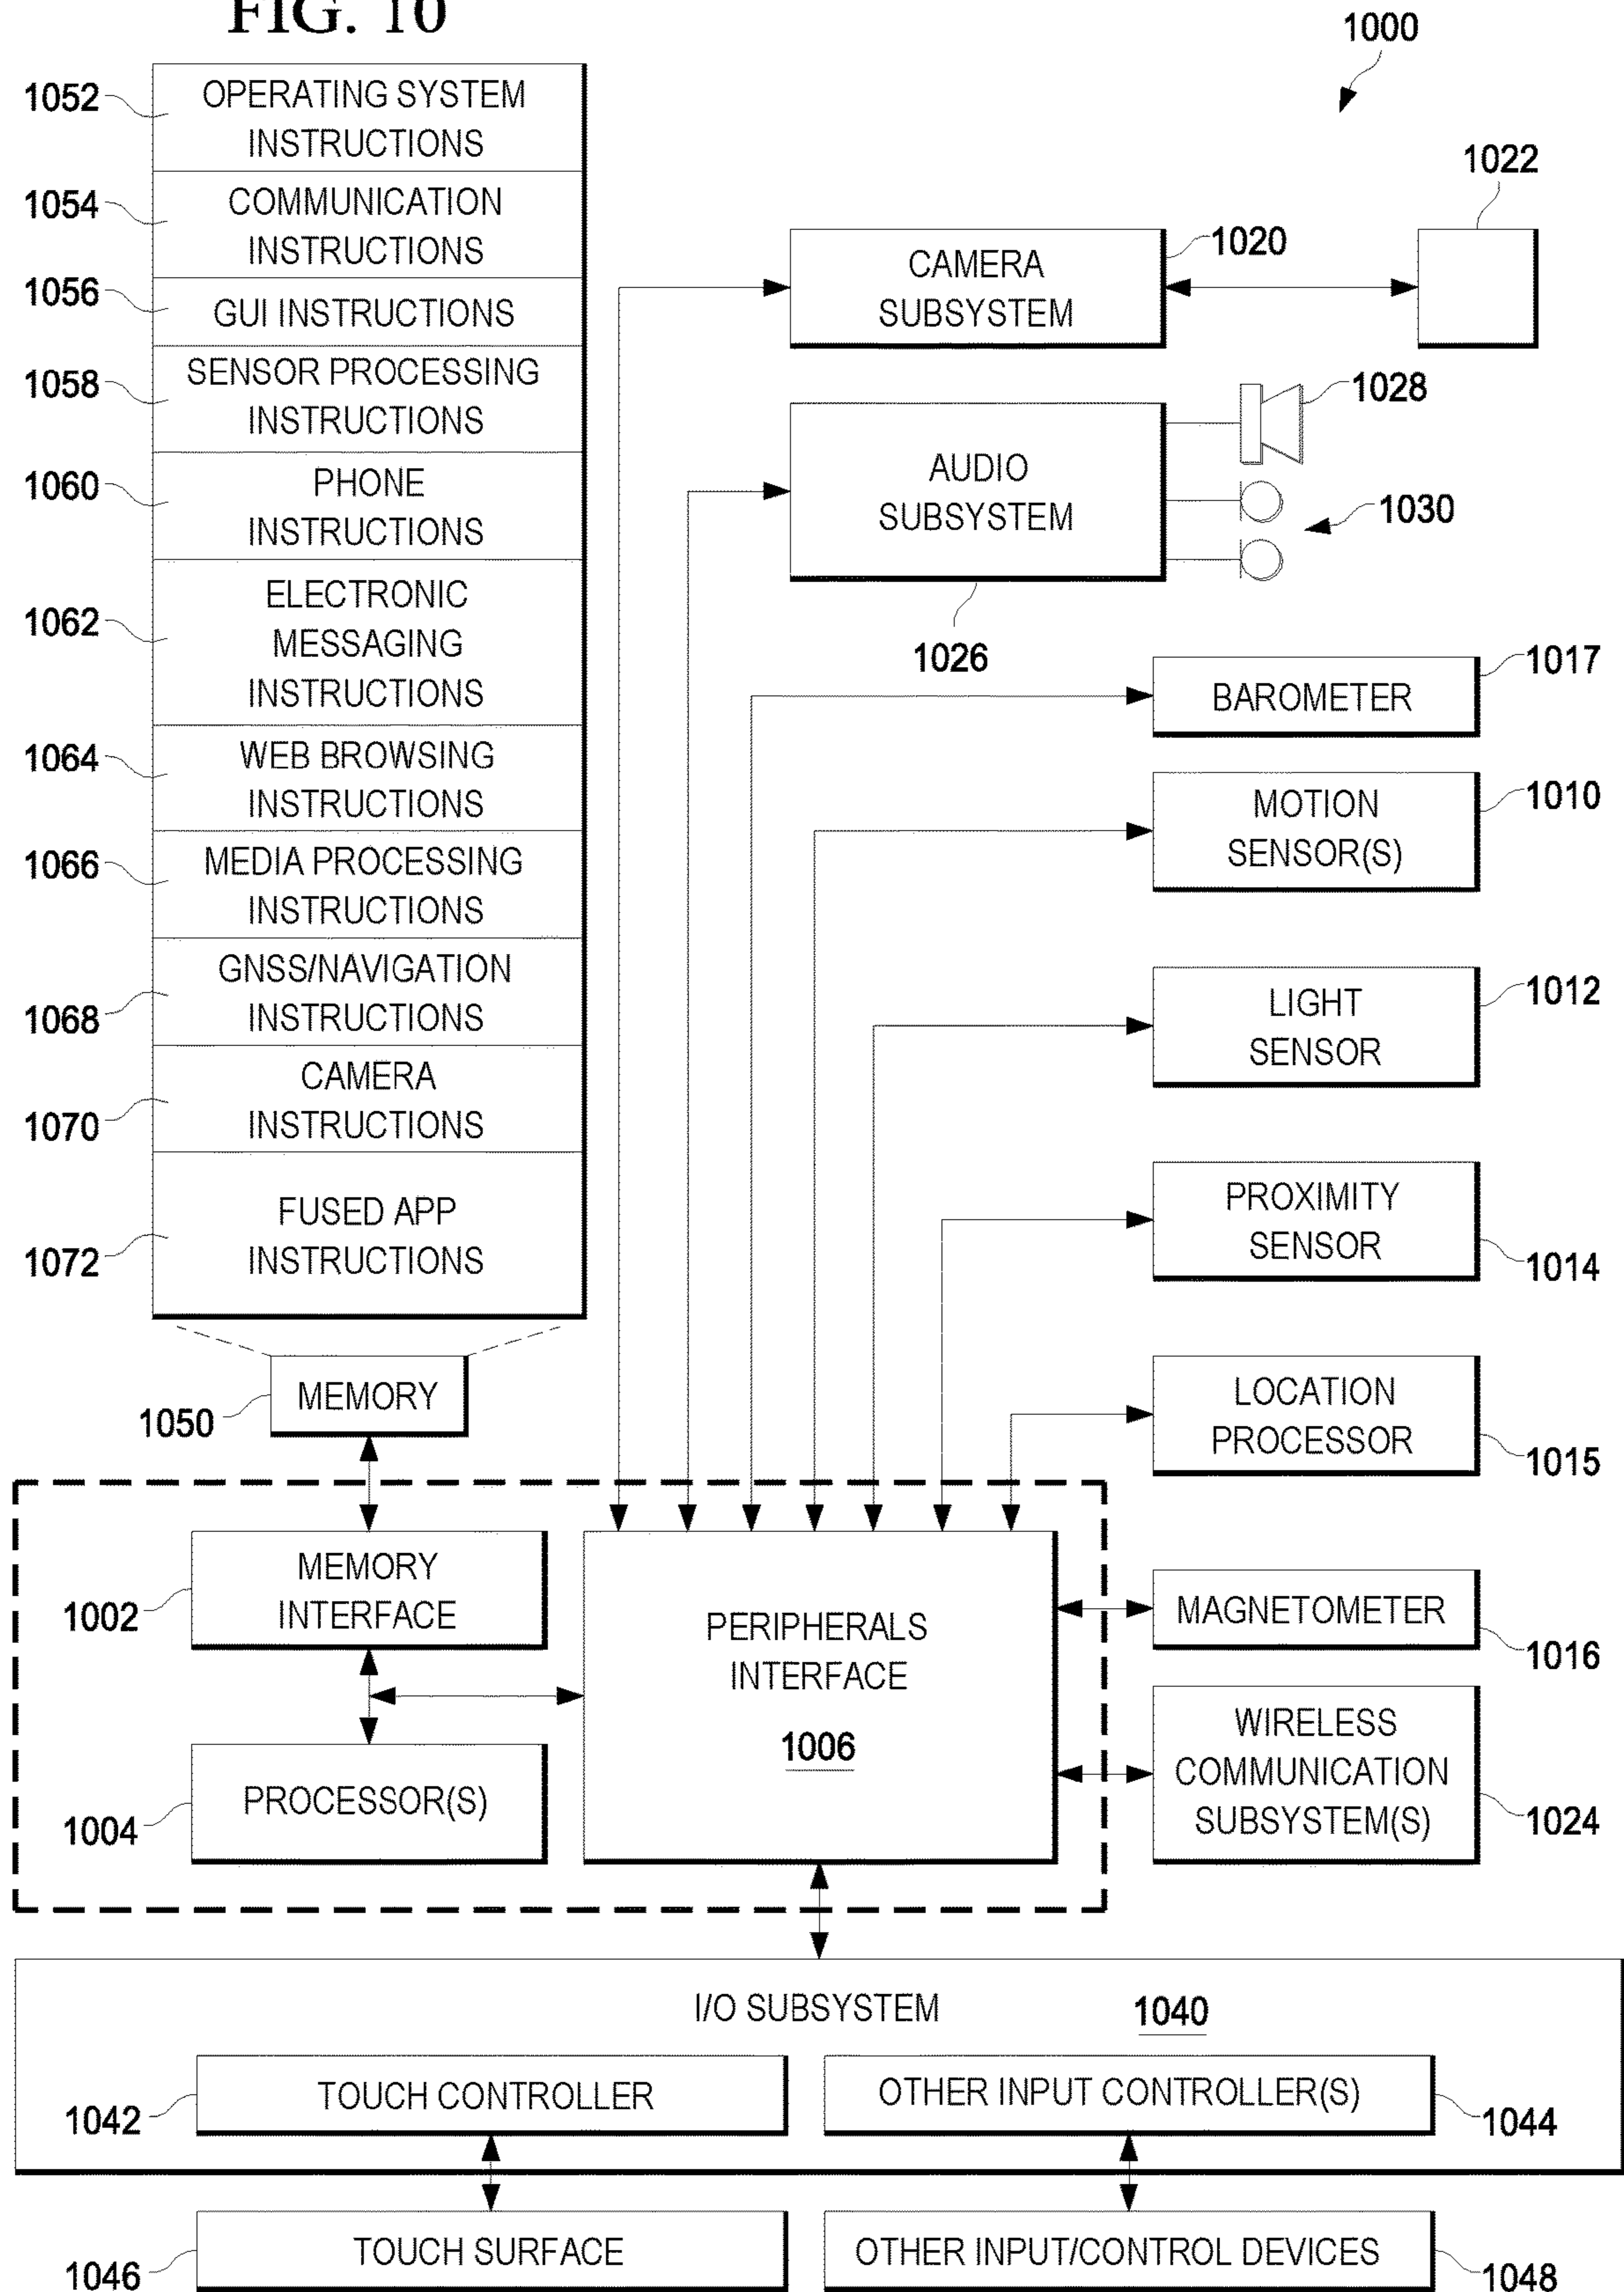 FIG. 10
1000
1052
OPERATING SYSTEM
INSTRUCTIONS
1054
COMMUNICATION
INSTRUCTIONS
1056
GUI INSTRUCTIONS
1058
SENSOR PROCESSING
INSTRUCTIONS
1060
PHONE
INSTRUCTIONS
1062
ELECTRONIC
MESSAGING
INSTRUCTIONS
1064
WEB BROWSING
INSTRUCTIONS
1066
MEDIA PROCESSING
INSTRUCTIONS
1068
GNSS/NAVIGATION
INSTRUCTIONS
1070
CAMERA
INSTRUCTIONS
1072
FUSED APP
INSTRUCTIONS
1050
MEMORY
CAMERA
SUBSYSTEM
1020
1022
AUDIO
SUBSYSTEM
1026
1028
1030
BAROMETER
1017
MOTION
SENSOR(S)
1010
LIGHT
SENSOR
1012
PROXIMITY
SENSOR
1014
LOCATION
PROCESSOR
1015
MEMORY
INTERFACE
1002
PROCESSOR(S)
1004
PERIPHERALS
INTERFACE
1006
MAGNETOMETER
1016
WIRELESS
COMMUNICATION
SUBSYSTEM(S)
1024
I/O SUBSYSTEM
1040
TOUCH CONTROLLER
1042
OTHER INPUT CONTROLLER(S)
1044
TOUCH SURFACE
1046
OTHER INPUT/CONTROL DEVICES
1048